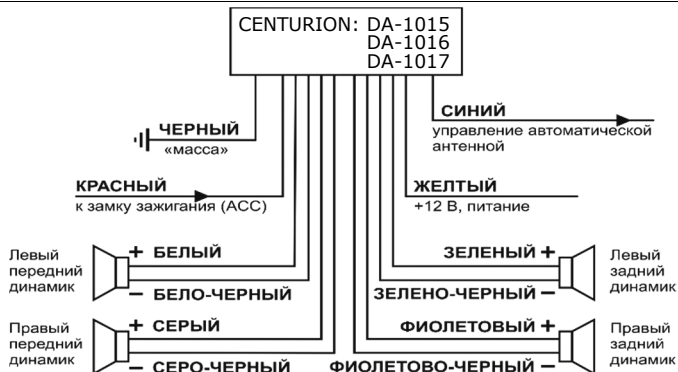 CENTURION: DA-1015
DA-1016
DA-1017
ЧЕРНЫЙ
«масса»
СИНИЙ
управление автоматической
антенной
КРАСНЫЙ
к замку зажигания (АСС)
ЖЕЛТЫЙ
+12 В, питание
Левый
передний
динамик
+ БЕЛЫЙ
– БЕЛО-ЧЕРНЫЙ
ЗЕЛЕНЫЙ +
ЗЕЛЕНО-ЧЕРНЫЙ –
Левый
задний
динамик
Правый
передний
динамик
+ СЕРЫЙ
– СЕРО-ЧЕРНЫЙ
ФИОЛЕТОВЫЙ +
ФИОЛЕТОВО-ЧЕРНЫЙ –
Правый
задний
динамик